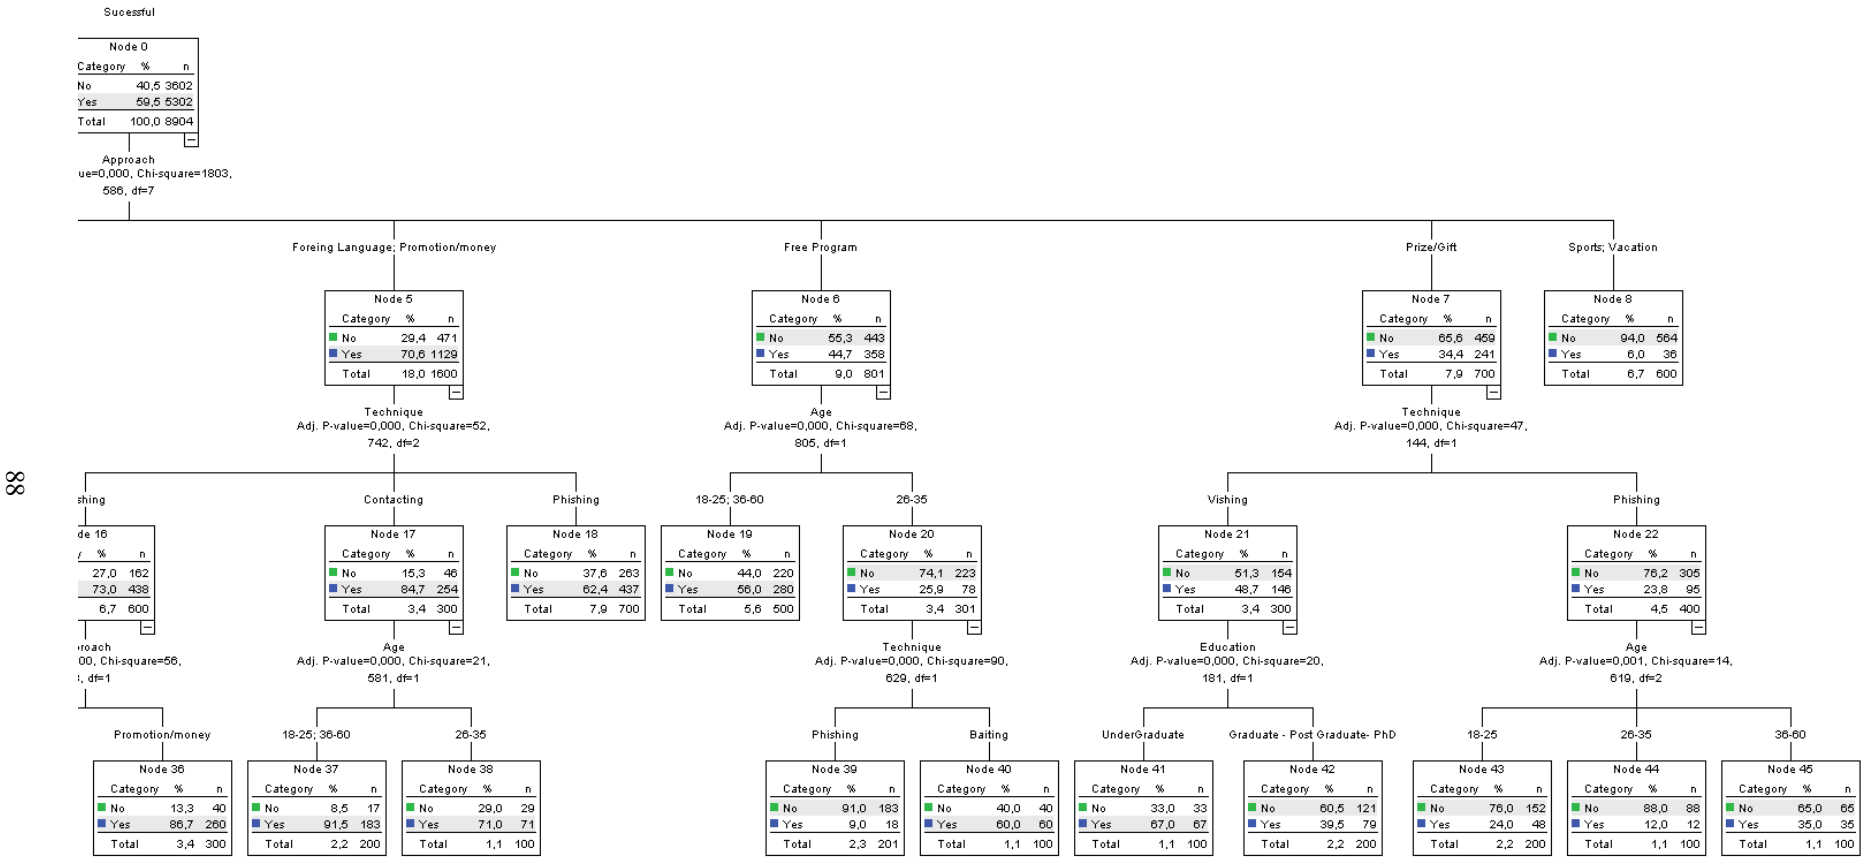 Sucessful
Node 0
Category % n
No 40,5 3602
Yes 59,5 5302
Total 100,0 8904
Approach
ue=0,000, Chi-square=1803,
586, df=7
Foreing Language; Promotion/money
Free Program
Prize/Gift
Sports; Vacation
Node 5
Category % n
No 29,4 471
Yes 70,6 1129
Total 18,0 1600
Technique
Adj. P-value=0,000, Chi-square=52,
742, df=2
Node 6
Category % n
No 55,3 443
Yes 44,7 358
Total 9,0 801
Age
Adj. P-value=0,000, Chi-square=68,
805, df=1
Node 7
Category % n
No 65,6 459
Yes 34,4 241
Total 7,9 700
Technique
Adj. P-value=0,000, Chi-square=47,
144, df=1
Node 8
Category % n
No 94,0 564
Yes 6,0 36
Total 6,7 600
88
shing
Contacting
Phishing
18-25; 36-60
26-35
Vishing
Phishing
de 16
% n
27,0 162
73,0 438
6,7 600
roach
00, Chi-square=56,
, df=1
Node 17
Category % n
No 15,3 46
Yes 84,7 254
Total 3,4 300
Age
Adj. P-value=0,000, Chi-square=21,
581, df=1
Node 18
Category % n
No 37,6 263
Yes 62,4 437
Total 7,9 700
Node 19
Category % n
No 44,0 220
Yes 56,0 280
Total 5,6 500
Node 20
Category % n
No 74,1 223
Yes 25,9 78
Total 3,4 301
Technique
Adj. P-value=0,000, Chi-square=90,
629, df=1
Node 21
Category % n
No 51,3 154
Yes 48,7 146
Total 3,4 300
Education
Adj. P-value=0,000, Chi-square=20,
181, df=1
Node 22
Category % n
No 76,2 305
Yes 23,8 95
Total 4,5 400
Age
Adj. P-value=0,001, Chi-square=14,
619, df=2
Promotion/money
18-25; 36-60
26-35
Phishing
Baiting
UnderGraduate
Graduate - Post Graduate- PhD
18-25
26-35
36-60
Node 36
Category % n
No 13,3 40
Yes 86,7 260
Total 3,4 300
Node 37
Category % n
No 8,5 17
Yes 91,5 183
Total 2,2 200
Node 38
Category % n
No 29,0 29
Yes 71,0 71
Total 1,1 100
Node 39
Category % n
No 91,0 183
Yes 9,0 18
Total 2,3 201
Node 40
Category % n
No 40,0 40
Yes 60,0 60
Total 1,1 100
Node 41
Category % n
No 33,0 33
Yes 67,0 67
Total 1,1 100
Node 42
Category % n
No 60,5 121
Yes 39,5 79
Total 2,2 200
Node 43
Category % n
No 76,0 152
Yes 24,0 48
Total 2,2 200
Node 44
Category % n
No 88,0 88
Yes 12,0 12
Total 1,1 100
Node 45
Category % n
No 65,0 65
Yes 35,0 35
Total 1,1 100